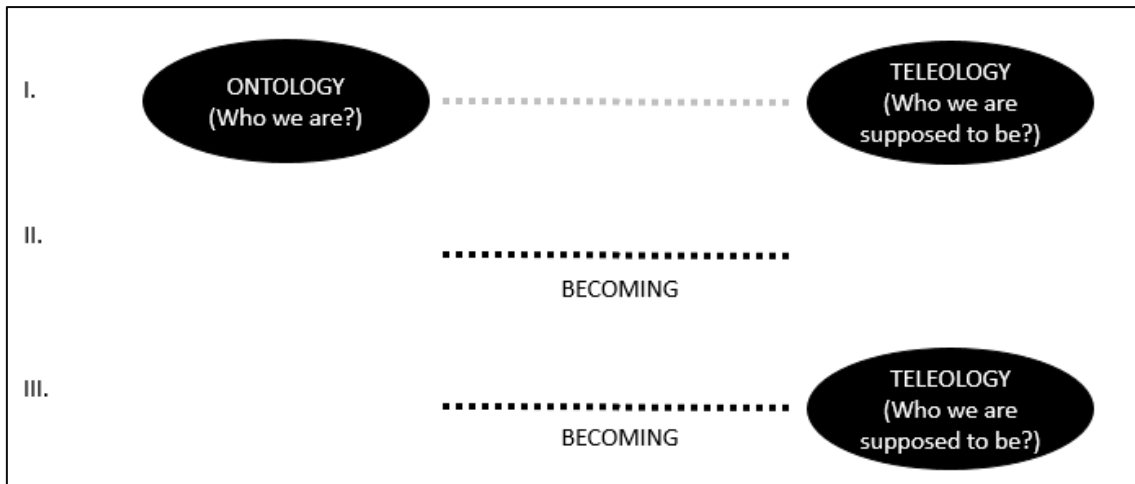 I.
ONTOLOGY
(Who we are?)
TELEOLOGY
(Who we are
supposed to be?)
II.
BECOMING
III.
BECOMING
TELEOLOGY
(Who we are
supposed to be?)